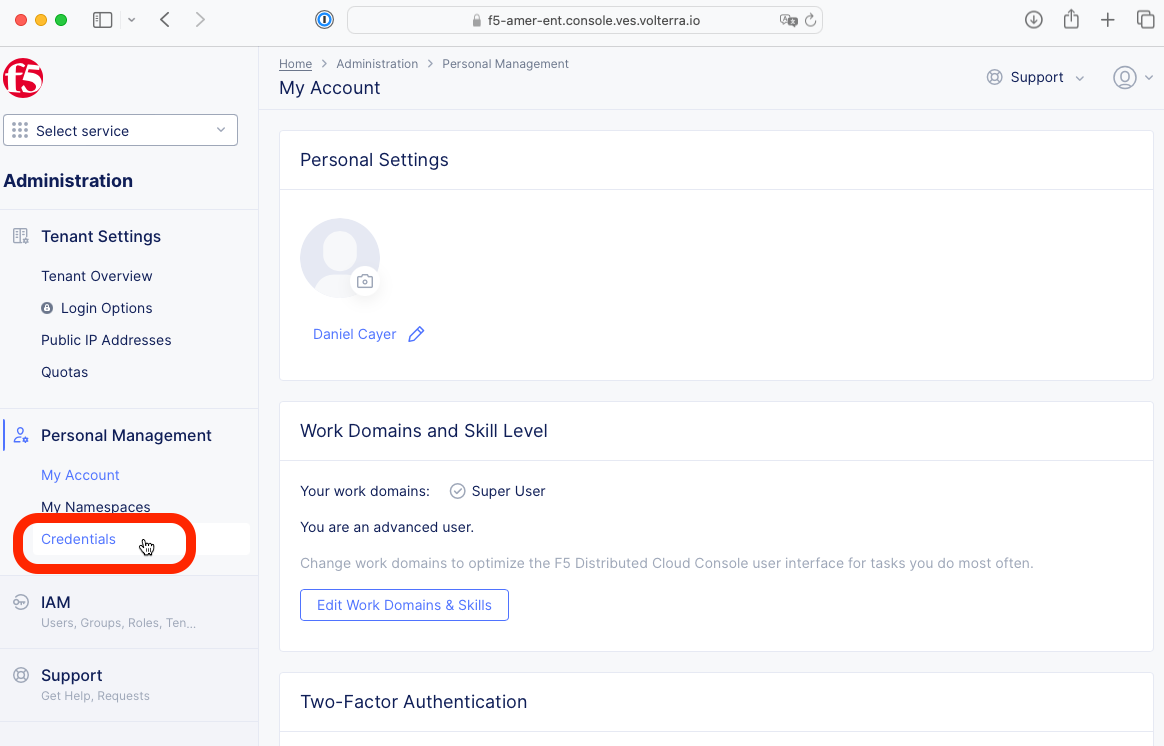 f5-amer-ent.console.ves.volterra.io
f5
Select service
Administration
Tenant Settings
Tenant Overview
Login Options
Public IP Addresses
Quotas
Personal Management
My Account
My Namespaces
Credentials
IAM
Users, Groups, Roles, Ten...
Support
Get Help, Requests
Home > Administration > Personal Management
My Account
Support
Personal Settings
Daniel Cayer
Work Domains and Skill Level
Your work domains: Super User
You are an advanced user.
Change work domains to optimize the F5 Distributed Cloud Console user interface for tasks you do most often.
Edit Work Domains & Skills
Two-Factor Authentication